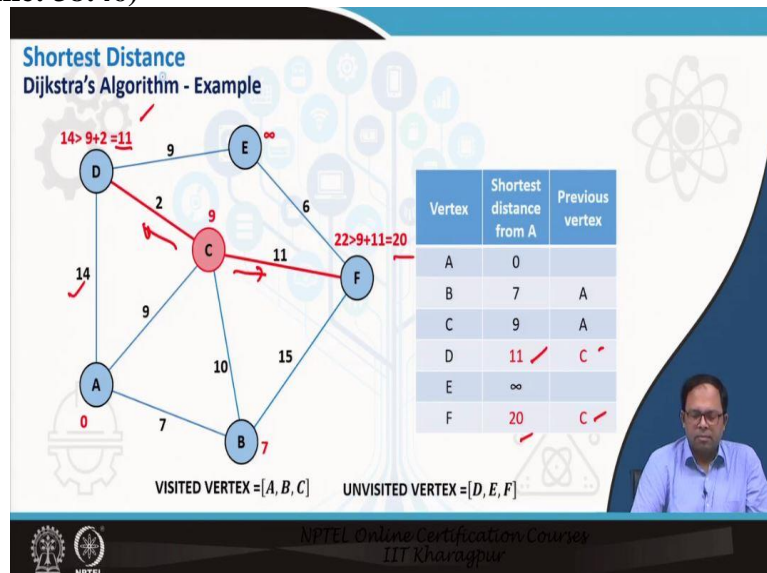 Shortest Distance
Dijkstra's Algorithm - Example
14> 9+2 =11
9
E
∞
D
2
9
6
C
11
22>9+11=20
F
14
9
10
15
A
0
7
B
7
Vertex Shortest distance from A Previous vertex
A 0
B 7 A
C 9 A
D 11 C
E ∞
F 20 C
VISITED VERTEX =[A, B, C] UNVISITED VERTEX =[D, E, F]
NPTEL Online Certification Courses
IIT Kharagpur
NPTEL